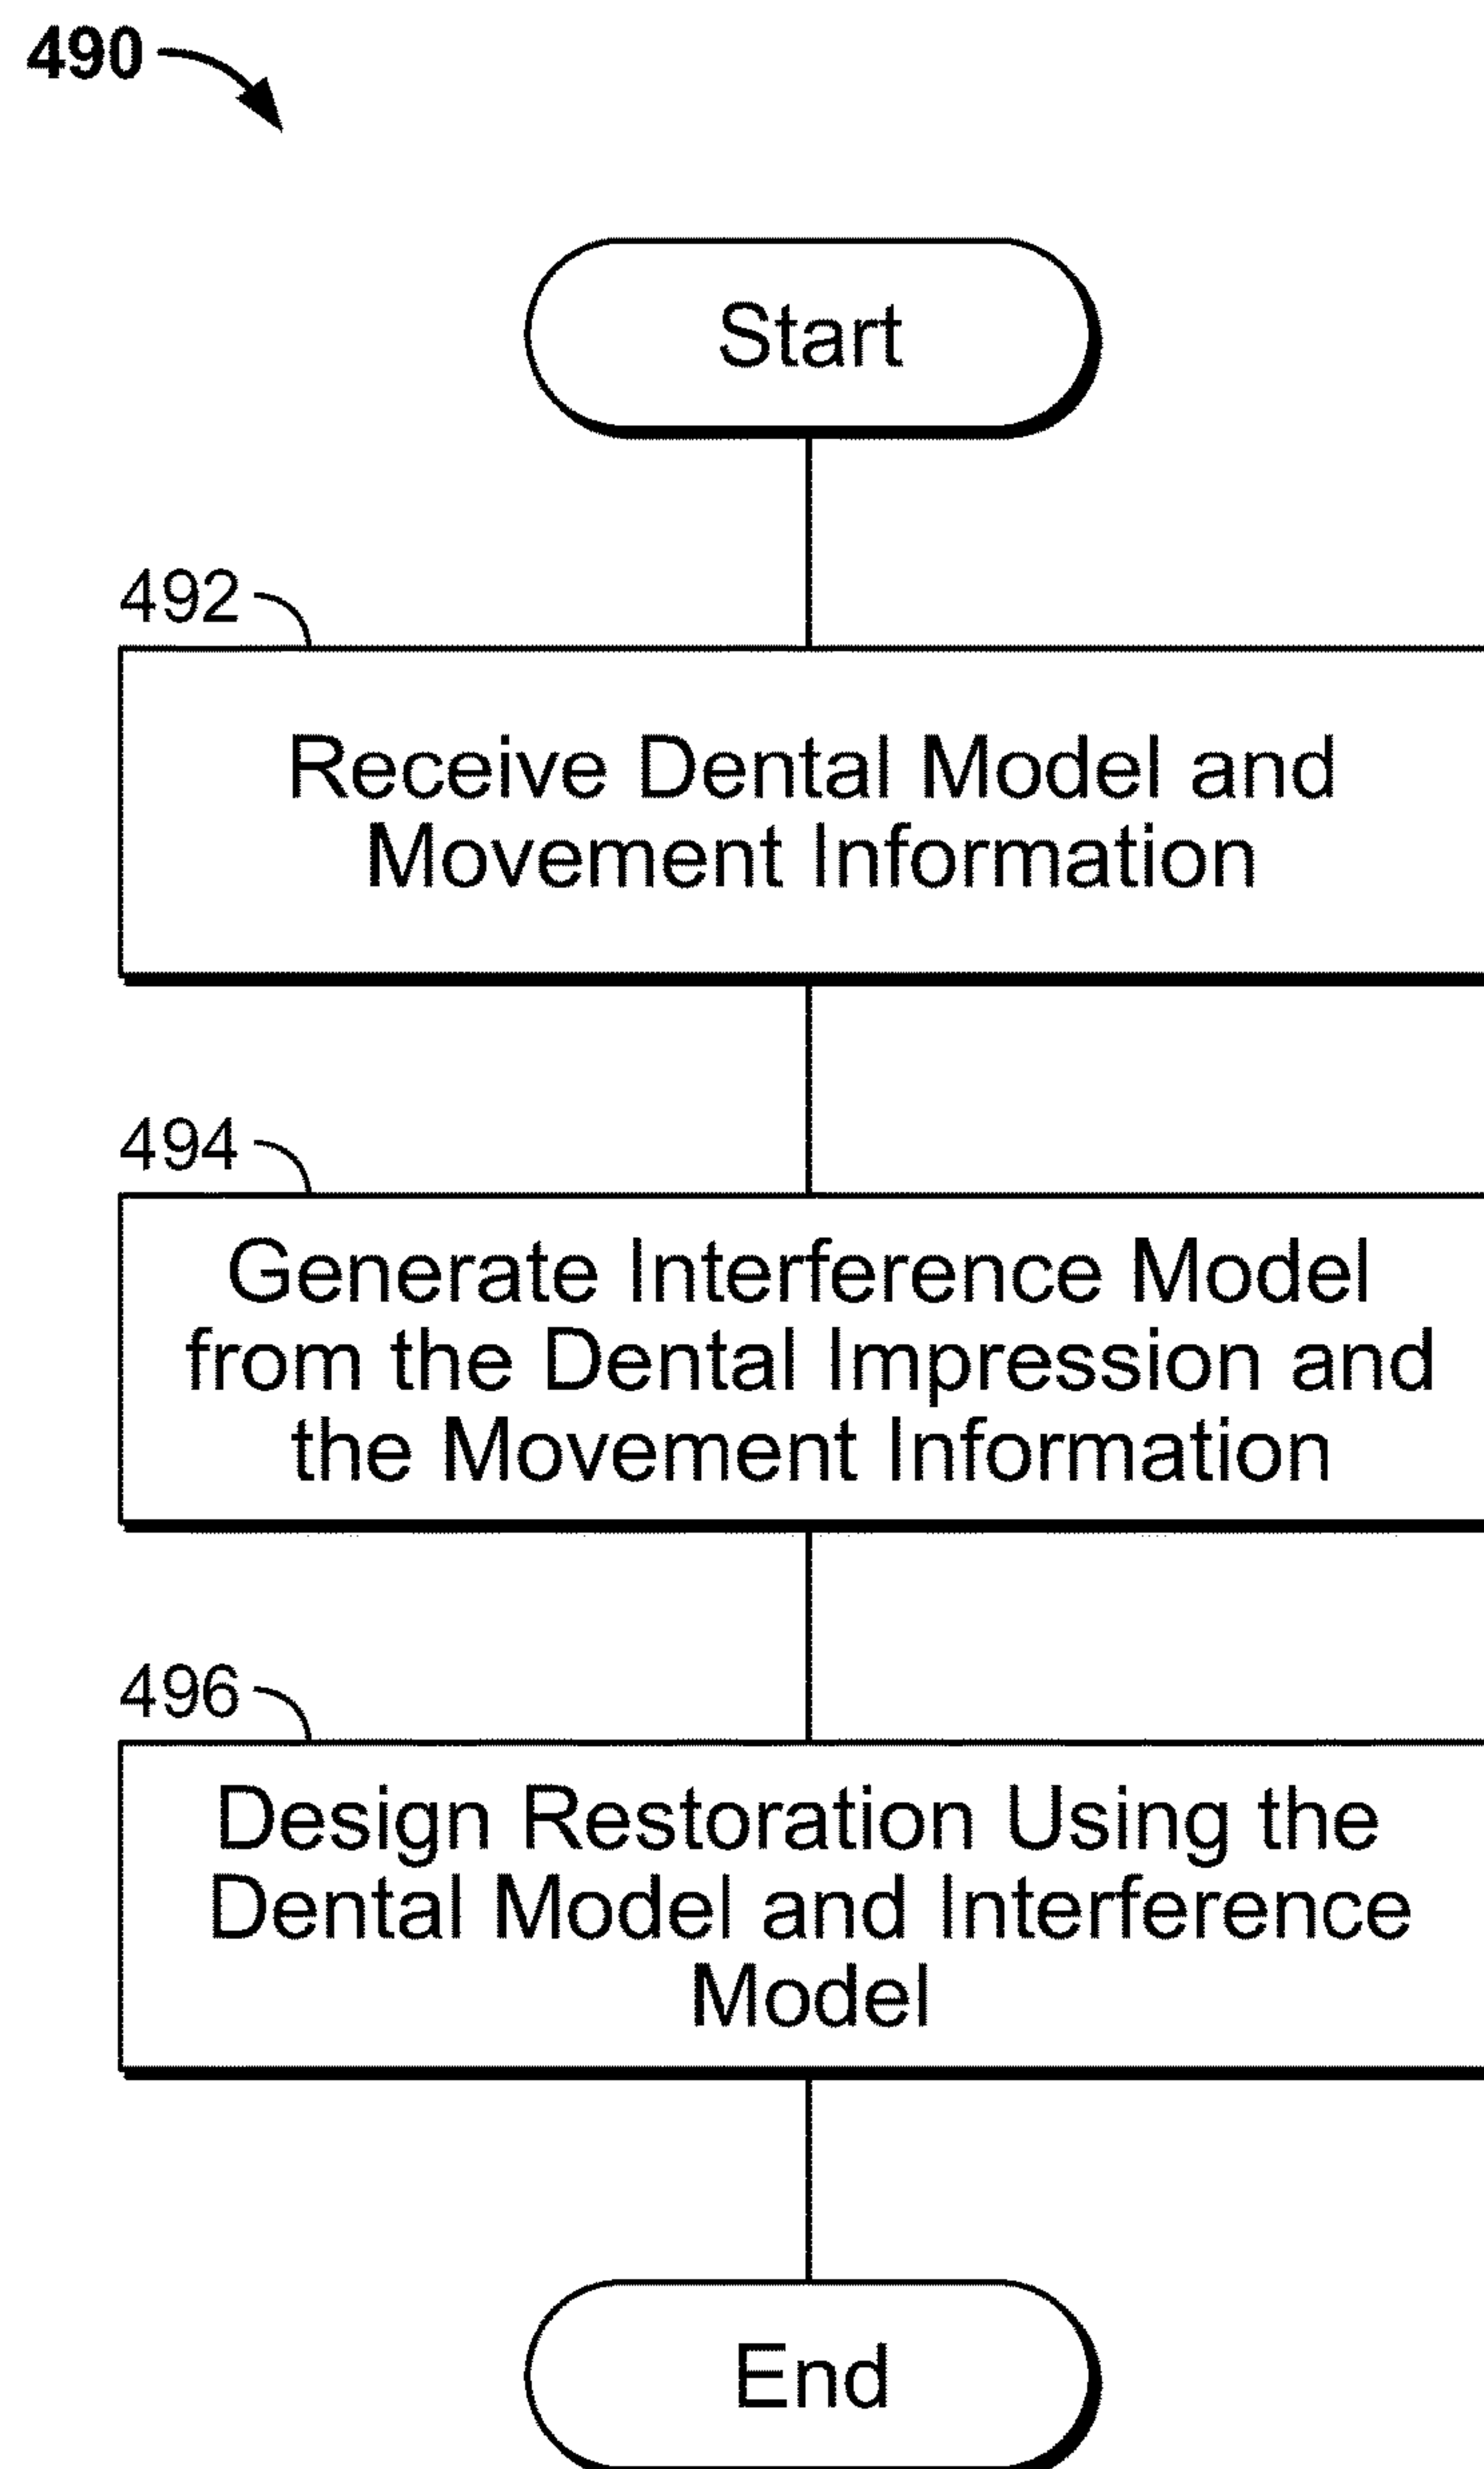 490
Start
492
Receive Dental Model and
Movement Information
494
Generate Interference Model
from the Dental Impression and
the Movement Information
496
Design Restoration Using the
Dental Model and Interference
Model
End